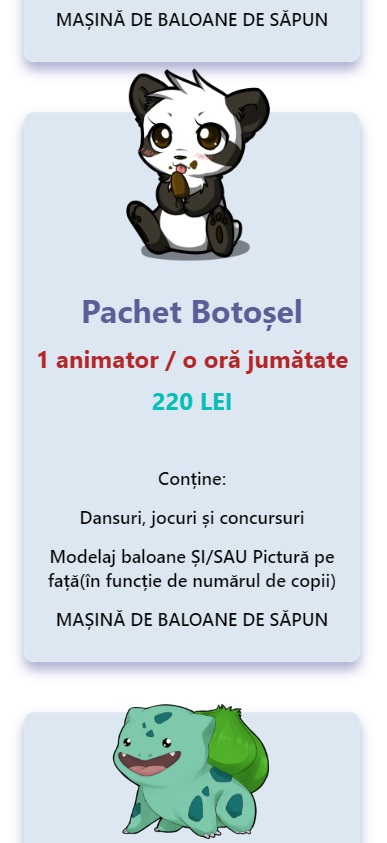 MAȘINĂ DE BALOANE DE SĂPUN
Pachet Botoșel
1 animator / o oră jumătate
220 LEI
Conține:
Dansuri, jocuri și concursuri
Modelaj baloane ȘI/SAU Pictură pe
față(în funcție de numărul de copii)
MAȘINĂ DE BALOANE DE SĂPUN